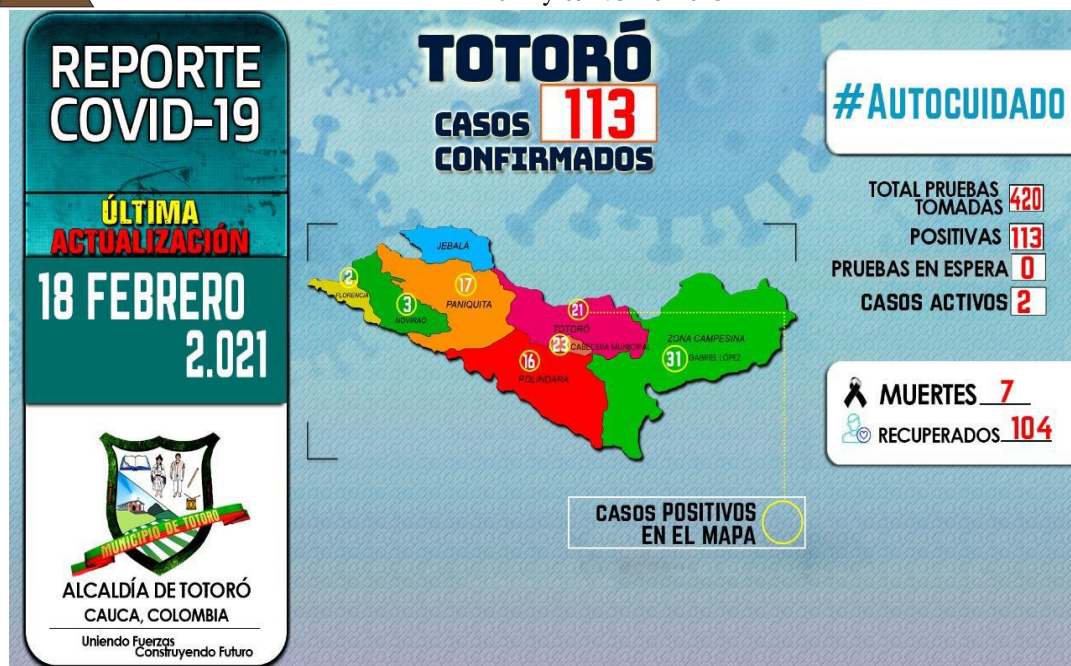 REPORTE
COVID-19
ÚLTIMA
ACTUALIZACIÓN
18 FEBRERO
2.021
MUNICIPIO DE TOTORO
ALCALDÍA DE TOTORÓ
CAUCA, COLOMBIA
Uniendo Fuerzas
Construyendo Futuro
TOTORÓ
CASOS 113
CONFIRMADOS
JEBALÁ
2
FLORENCIA
3
NOVIRAO
17
PANIQUITA
21
TOTORÓ
23 CABECERA MUNICIPAL
16
POLINDARA
ZONA CAMPESINA
31 GABRIEL LÓPEZ
CASOS POSITIVOS
EN EL MAPA
#AUTOCUIDADO
TOTAL PRUEBAS
TOMADAS 420
POSITIVAS 113
PRUEBAS EN ESPERA 0
CASOS ACTIVOS 2
MUERTES 7
RECUPERADOS 104